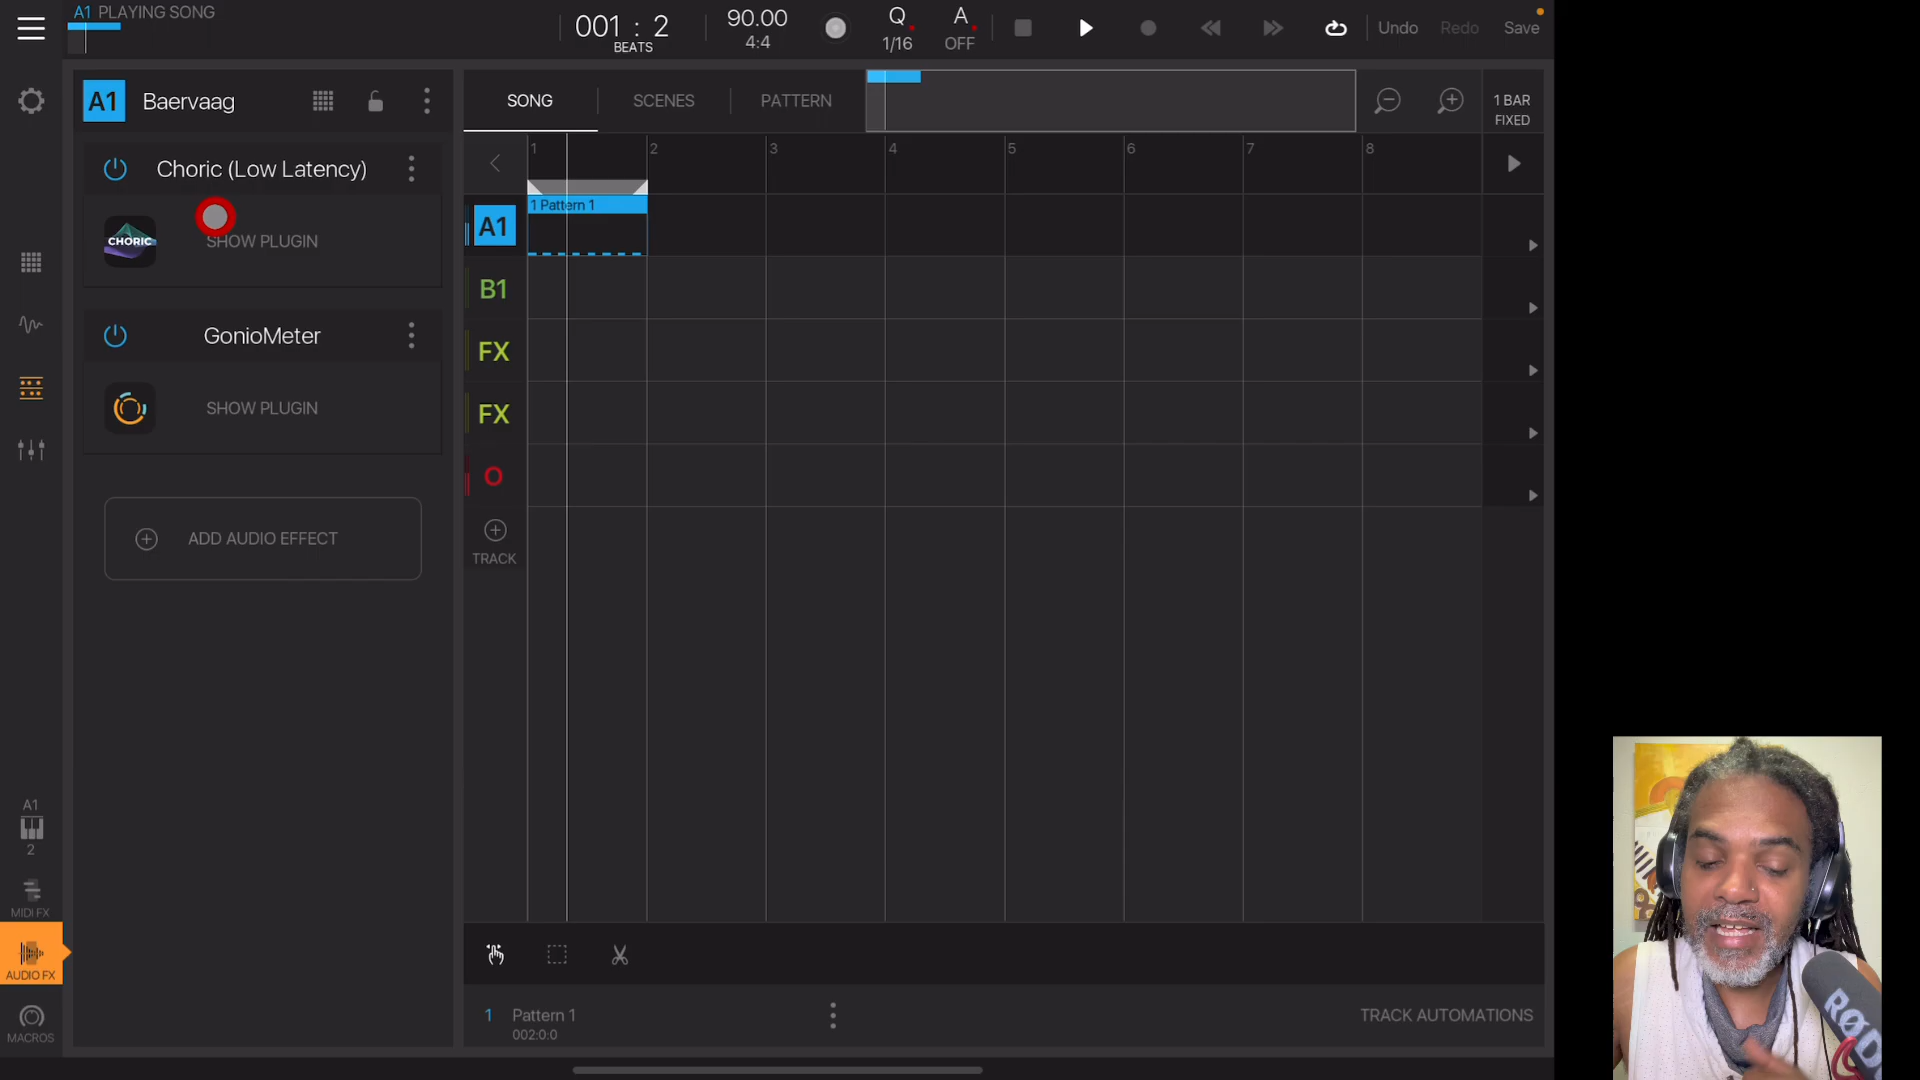 A1 PLAYING SONG
001 : 2
BEATS
90.00
4:4
Q
1/16
A
OFF
Undo
Redo
Save
A1
Baervaag
SONG
SCENES
PATTERN
1 BAR
FIXED
Choric (Low Latency)
CHORIC
SHOW PLUGIN
GonioMeter
SHOW PLUGIN
ADD AUDIO EFFECT
1
2
3
4
5
6
7
8
1 Pattern 1
A1
B1
FX
FX
O
TRACK
A1
2
MIDI FX
AUDIO FX
MACROS
1
Pattern 1
002:0:0
TRACK AUTOMATIONS